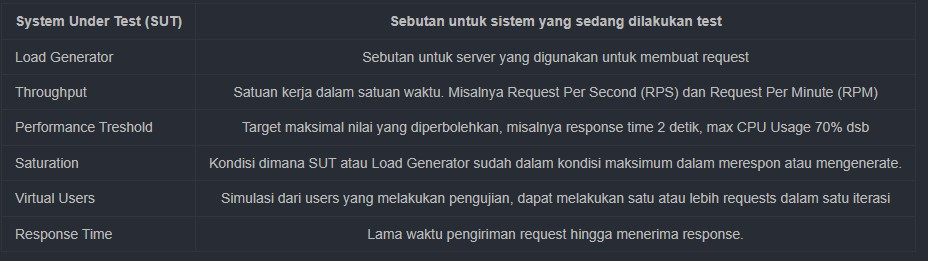 System Under Test (SUT) Sebutan untuk sistem yang sedang dilakukan test
Load Generator Sebutan untuk server yang digunakan untuk membuat request
Throughput Satuan kerja dalam satuan waktu. Misalnya Request Per Second (RPS) dan Request Per Minute (RPM)
Performance Treshold Target maksimal nilai yang diperbolehkan, misalnya response time 2 detik, max CPU Usage 70% dsb
Saturation Kondisi dimana SUT atau Load Generator sudah dalam kondisi maksimum dalam merespon atau mengenerate.
Virtual Users Simulasi dari users yang melakukan pengujian, dapat melakukan satu atau lebih requests dalam satu iterasi
Response Time Lama waktu pengiriman request hingga menerima response.